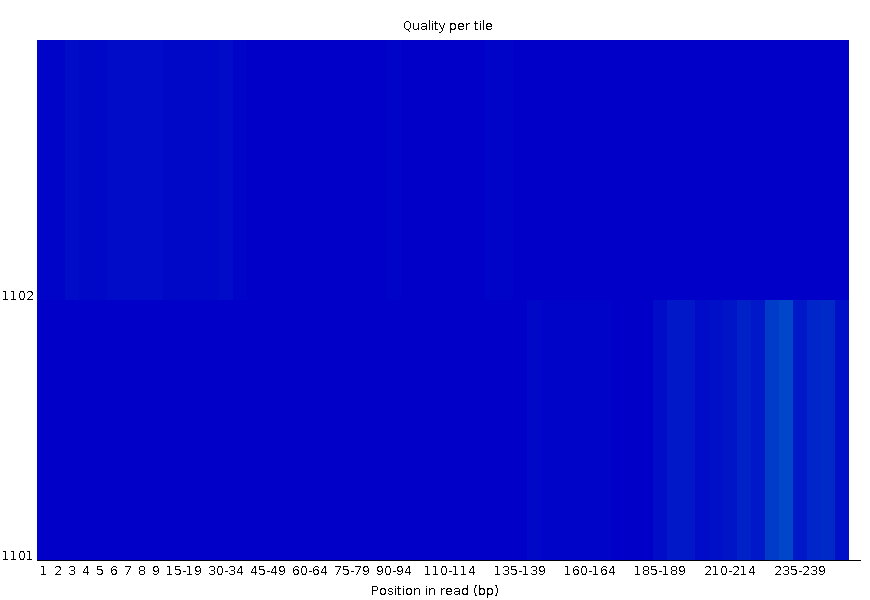 Quality per tile
1102
1101
1 2 3 4 5 6 7 8 9 15-19 30-34 45-49 60-64 75-79 90-94 110-114 135-139 160-164 185-189 210-214 235-239
Position in read (bp)